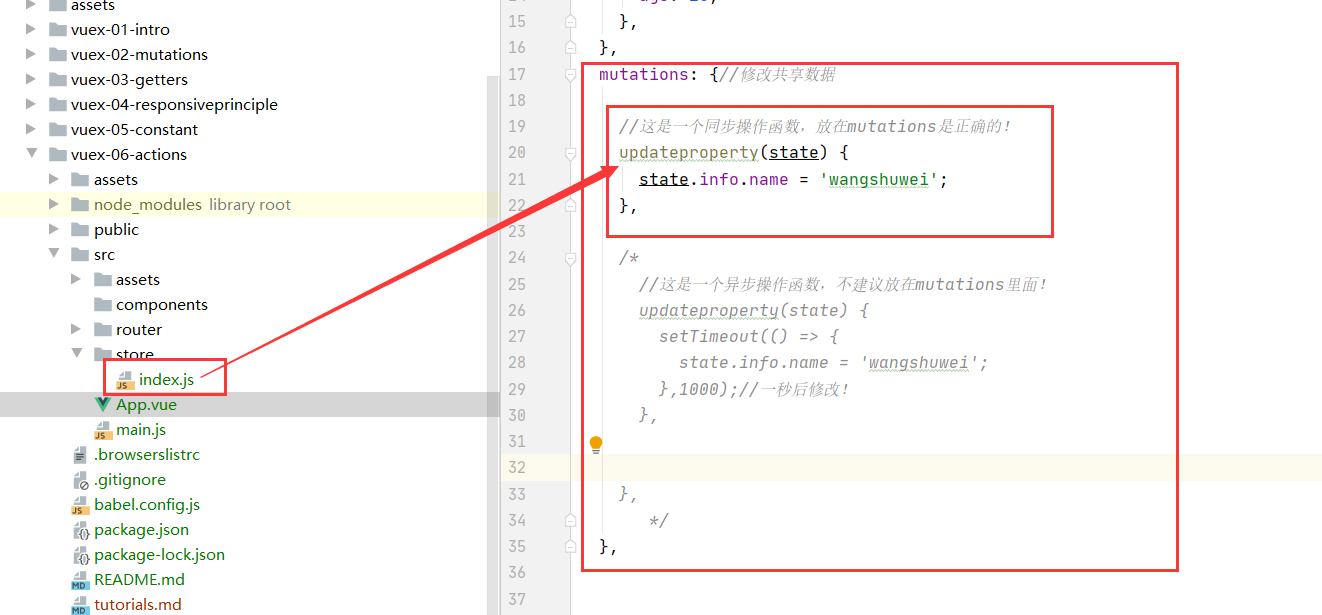 assets
vuex-01-intro
vuex-02-mutations
vuex-03-getters
vuex-04-responsiveprinciple
vuex-05-constant
vuex-06-actions
assets
node_modules library root
public
src
assets
components
router
store
index.js
App.vue
main.js
.browserslistrc
.gitignore
babel.config.js
package.json
package-lock.json
README.md
tutorials.md
15 },
16 },
17 mutations: {//修改共享数据
18
19 //这是一个同步操作函数，放在mutations是正确的！
20 updateproperty(state) {
21 state.info.name = 'wangshuwei';
22 },
23
24 /*
25 //这是一个异步操作函数，不建议放在mutations里面！
26 updateproperty(state) {
27 setTimeout(() => {
28 state.info.name = 'wangshuwei';
29 },1000);//一秒后修改！
30 },
31
32
33 },
34 */
35 },
36
37